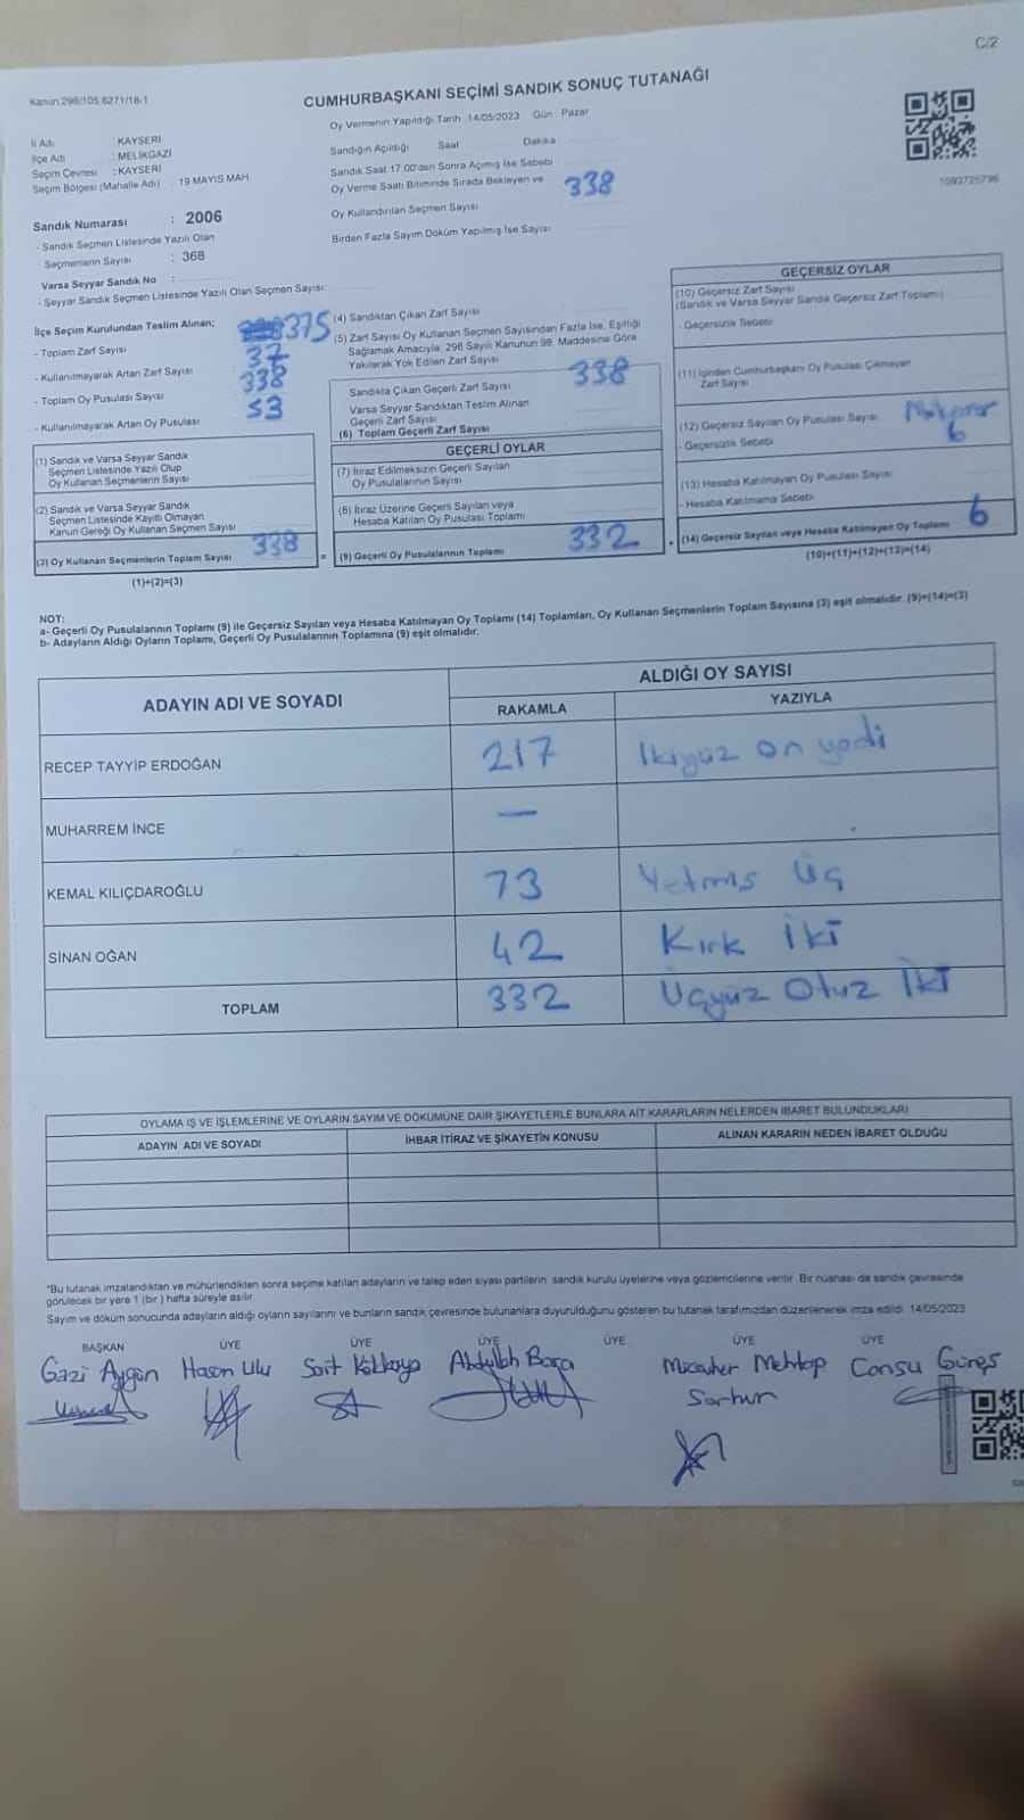 C/2
Kanun 298/105 6271/18-1
CUMHURBAŞKANI SEÇİMİ SANDIK SONUÇ TUTANAĞI
Oy Vermenin Yapıldığı Tarih 14/05/2023 Gün : Pazar
İl Adı : KAYSERİ
İlçe Adı : MELİKGAZİ
Seçim Çevresi : KAYSERİ
Seçim Bölgesi (Mahalle Adı) : 19 MAYIS MAH.
Sandığın Açıldığı Saat Dakika
Sandık Saat 17.00'den Sonra Açılmış İse Sebebi
Oy Verme Saati Bitiminde Sırada Bekleyen ve
Oy Kullandırılan Seçmen Sayısı
338
Birden Fazla Sayım Döküm Yapılmış İse Sayısı
Sandık Numarası : 2006
- Sandık Seçmen Listesinde Yazılı Olan
Seçmenlerin Sayısı : 368
Varsa Seyyar Sandık No :
- Seyyar Sandık Seçmen Listesinde Yazılı Olan Seçmen Sayısı:
İlçe Seçim Kurulundan Teslim Alınan;
- Toplam Zarf Sayısı 375
- Kullanılmayarak Artan Zarf Sayısı 37
- Toplam Oy Pusulası Sayısı 338
- Kullanılmayarak Artan Oy Pusulası 53
(1) Sandık ve Varsa Seyyar Sandık
Seçmen Listesinde Yazılı Olup
Oy Kullanan Seçmenlerin Sayısı
(2) Sandık ve Varsa Seyyar Sandık
Seçmen Listesinde Kayıtlı Olmayan
Kanun Gereği Oy Kullanan Seçmen Sayısı
(3) Oy Kullanan Seçmenlerin Toplam Sayısı 338
(1)+(2)=(3)
(4) Sandıktan Çıkan Zarf Sayısı
(5) Zarf Sayısı Oy Kullanan Seçmen Sayısından Fazla İse, Eşitliği
Sağlamak Amacıyla, 298 Sayılı Kanunun 98. Maddesine Göre
Yakılarak Yok Edilen Zarf Sayısı
Sandıkta Çıkan Geçerli Zarf Sayısı 338
Varsa Seyyar Sandıktan Teslim Alınan
Geçerli Zarf Sayısı
(6) Toplam Geçerli Zarf Sayısı
GEÇERLİ OYLAR
(7) İtiraz Edilmeksizin Geçerli Sayılan
Oy Pusulalarının Sayısı
(8) İtiraz Üzerine Geçerli Sayılan veya
Hesaba Katılan Oy Pusulası Toplamı
= (9) Geçerli Oy Pusulalarının Toplamı 332
GEÇERSİZ OYLAR
(10) Geçersiz Zarf Sayısı
(Sandık ve Varsa Seyyar Sandık Geçersiz Zarf Toplamı)
- Geçersizlik Sebebi
(11) İçinden Cumhurbaşkanı Oy Pusulası Çıkmayan
Zarf Sayısı
(12) Geçersiz Sayılan Oy Pusulası Sayısı 6
- Geçersizlik Sebebi
(13) Hesaba Katılmayan Oy Pusulası Sayısı
- Hesaba Katılmama Sebebi
+ (14) Geçersiz Sayılan veya Hesaba Katılmayan Oy Toplamı 6
(10)+(11)+(12)+(13)=(14)
NOT:
a- Geçerli Oy Pusulalarının Toplamı (9) ile Geçersiz Sayılan veya Hesaba Katılmayan Oy Toplamı (14) Toplamları, Oy Kullanan Seçmenlerin Toplam Sayısına (3) eşit olmalıdır. (9)+(14)=(3)
b- Adayların Aldığı Oyların Toplamı, Geçerli Oy Pusulalarının Toplamına (9) eşit olmalıdır.
ADAYIN ADI VE SOYADI ALDIĞI OY SAYISI
RAKAMLA YAZIYLA
RECEP TAYYİP ERDOĞAN 217 İkiyüz on yedi
MUHARREM İNCE —
KEMAL KILIÇDAROĞLU 73 Yetmiş üç
SİNAN OĞAN 42 Kırk İki
TOPLAM 332 Üçyüz Otuz İki
OYLAMA İŞ VE İŞLEMLERİNE VE OYLARIN SAYIM VE DÖKÜMÜNE DAİR ŞİKAYETLERLE BUNLARA AİT KARARLARIN NELERDEN İBARET BULUNDUKLARI
ADAYIN ADI VE SOYADI İHBAR İTİRAZ VE ŞİKAYETİN KONUSU ALINAN KARARIN NEDEN İBARET OLDUĞU
*Bu tutanak imzalandıktan ve mühürlendikten sonra seçime katılan adayların ve talep eden siyasi partilerin sandık kurulu üyelerine veya gözlemcilerine verilir. Bir nüshası da sandık çevresinde
görülecek bir yere 1 (bir) hafta süreyle asılır.
Sayım ve döküm sonucunda adayların aldığı oyların sayılarını ve bunların sandık çevresinde bulunanlara duyurulduğunu gösteren bu tutanak tarafımızdan düzenlenerek imza edildi. 14/05/2023
BAŞKAN ÜYE ÜYE ÜYE ÜYE ÜYE ÜYE
Gazi Aygün Hasan Ulu Sait Kökkaya Abdullah Mehtap Cansu Güneş